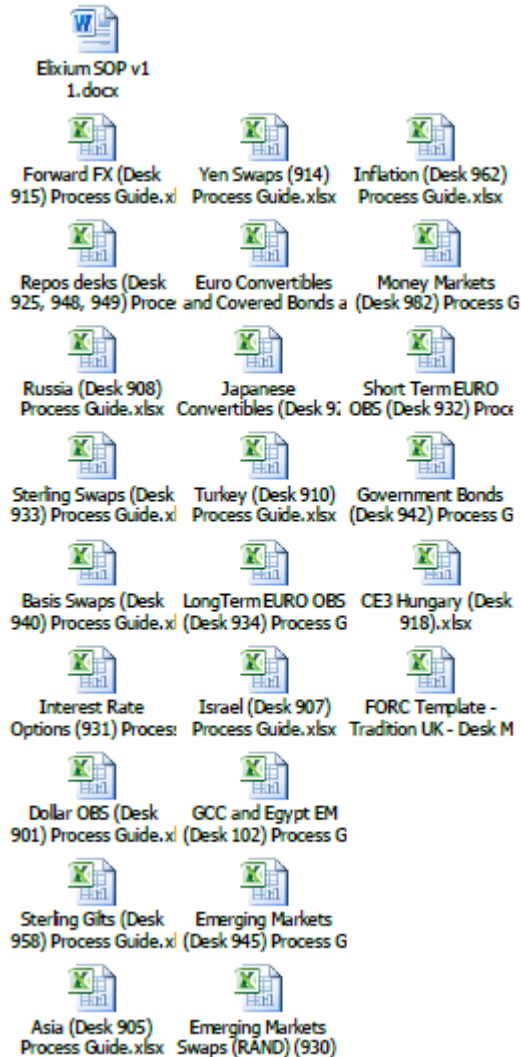 Elixium SOP v1
1.docx
Forward FX (Desk
915) Process Guide.xl
Yen Swaps (914)
Process Guide.xlsx
Inflation (Desk 962)
Process Guide.xlsx
Repos desks (Desk
925, 948, 949) Proce
Euro Convertibles
and Covered Bonds a
Money Markets
(Desk 982) Process G
Russia (Desk 908)
Process Guide.xlsx
Japanese
Convertibles (Desk 92
Short Term EURO
OBS (Desk 932) Proce
Sterling Swaps (Desk
933) Process Guide.xl
Turkey (Desk 910)
Process Guide.xlsx
Government Bonds
(Desk 942) Process G
Basis Swaps (Desk
940) Process Guide.xl
LongTerm EURO OBS
(Desk 934) Process G
CE3 Hungary (Desk
918).xlsx
Interest Rate
Options (931) Process
Israel (Desk 907)
Process Guide.xlsx
FORC Template -
Tradition UK - Desk M
Dollar OBS (Desk
901) Process Guide.xl
GCC and Egypt EM
(Desk 102) Process G
Sterling Gilts (Desk
958) Process Guide.xl
Emerging Markets
(Desk 945) Process G
Asia (Desk 905)
Process Guide.xlsx
Emerging Markets
Swaps (RAND) (930)